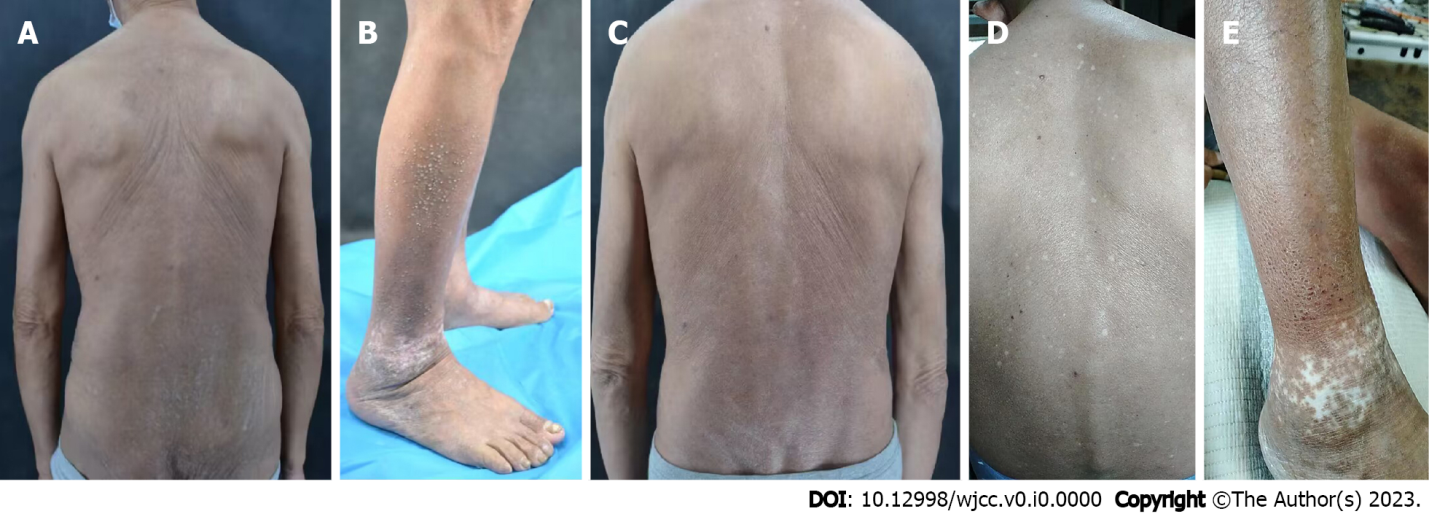 A
B
C
D
E
DOI: 10.12998/wjcc.v0.i0.0000 Copyright ©The Author(s) 2023.